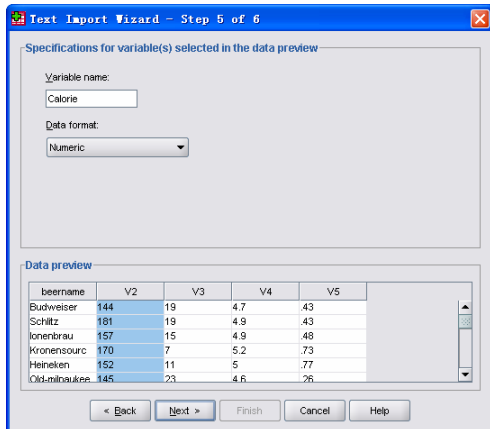 Text Import Wizard - Step 5 of 6
Specifications for variable(s) selected in the data preview
Variable name:
Calorie
Data format:
Numeric
Data preview
beername V2 V3 V4 V5
Budweiser 144 19 4.7 .43
Schlitz 181 19 4.9 .43
Ionenbrau 157 15 4.9 .48
Kronensourc 170 7 5.2 .73
Heineken 152 11 5 .77
Old-milnaukee 145 23 4.6 .26
« Back Next » Finish Cancel Help